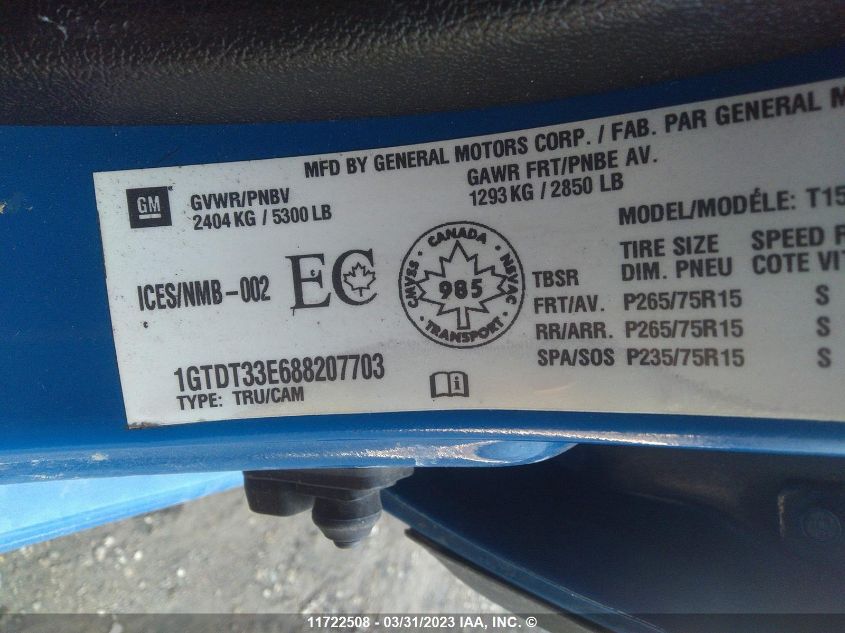 MFD BY GENERAL MOTORS CORP. / FAB. PAR GENERAL M
GM
GVWR/PNBV
2404 KG / 5300 LB
GAWR FRT/PNBE AV.
1293 KG / 2850 LB
MODEL/MODÉLE: T15
ICES/NMB-002
EC
CANADA
CMVSS
NSVAC
985
TRANSPORT
TIRE SIZE SPEED
DIM. PNEU COTE VIT
TBSR
FRT/AV. P265/75R15 S
RR/ARR. P265/75R15 S
SPA/SOS P235/75R15 S
1GTDT33E688207703
TYPE: TRU/CAM
i
11722508 - 03/31/2023 IAA, INC. ©